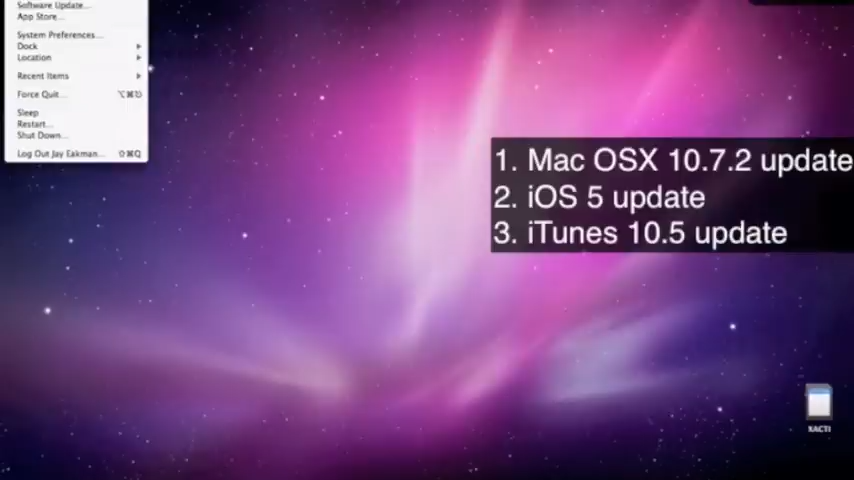 Software Update...
App Store...
System Preferences...
Dock
Location
Recent Items
Force Quit... ⌥⌘⎋
Sleep
Restart...
Shut Down...
Log Out Jay Eakman... ⇧⌘Q
1. Mac OSX 10.7.2 update
2. iOS 5 update
3. iTunes 10.5 update
XACTI